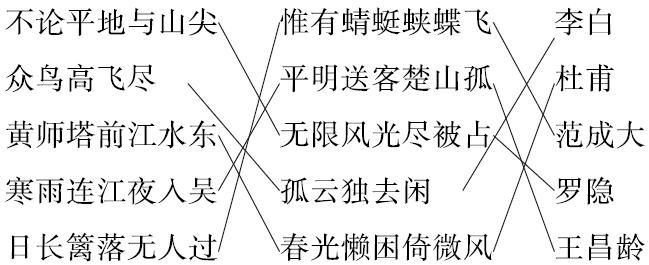 不论平地与山尖 惟有蜻蜓蛱蝶飞 李白
众鸟高飞尽 平明送客楚山孤 杜甫
黄师塔前江水东 无限风光尽被占 范成大
寒雨连江夜入吴 孤云独去闲 罗隐
日长篱落无人过 春光懒困倚微风 王昌龄